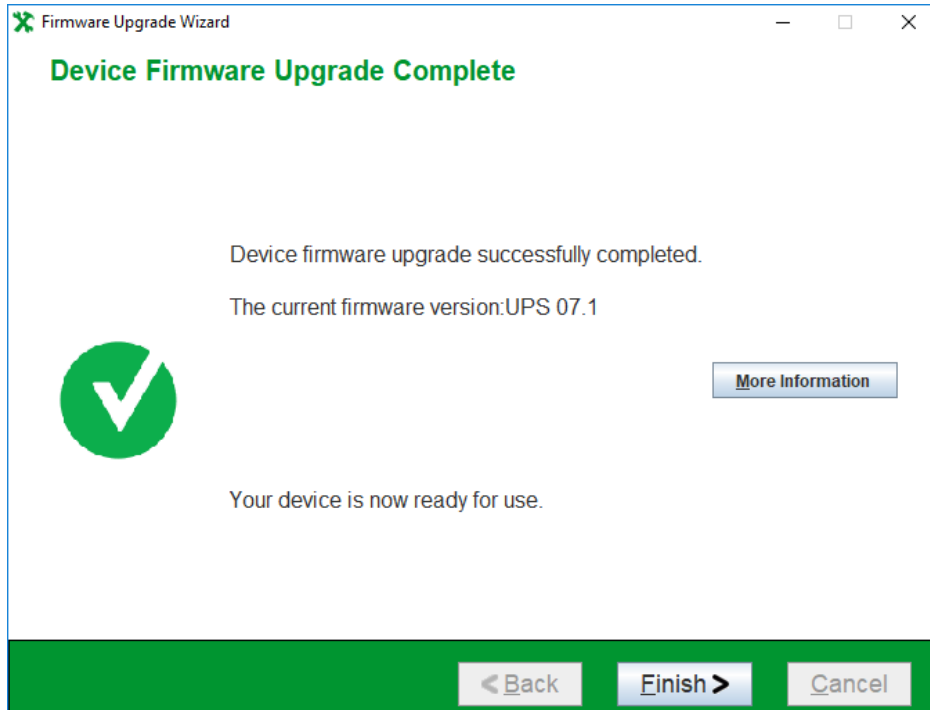 Firmware Upgrade Wizard
Device Firmware Upgrade Complete
Device firmware upgrade successfully completed.
The current firmware version:UPS 07.1
More Information
Your device is now ready for use.
< Back
Finish >
Cancel